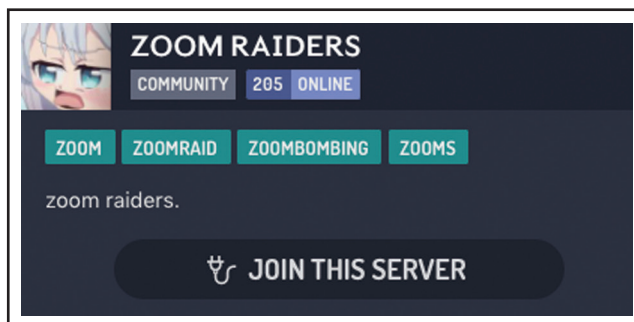 ZOOM RAIDERS
COMMUNITY 205 ONLINE
ZOOM ZOOMRAID ZOOMBOMBING ZOOMS
zoom raiders.
JOIN THIS SERVER